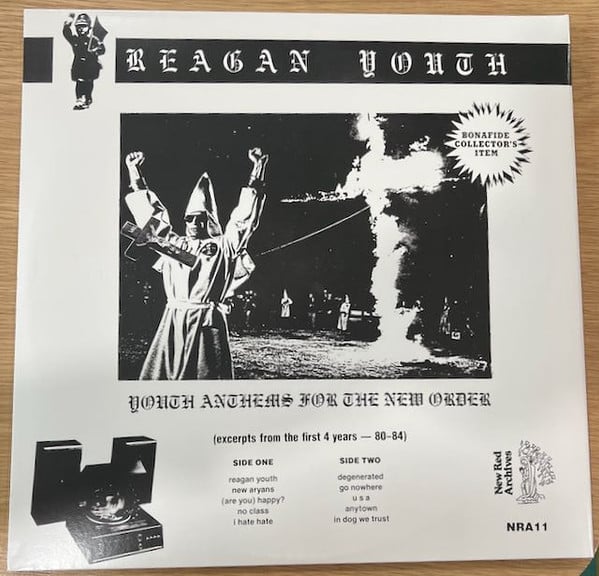 REAGAN YOUTH
BONAFIDE
COLLECTOR'S
ITEM
YOUTH ANTHEMS FOR THE NEW ORDER
(excerpts from the first 4 years — 80-84)
SIDE ONE
reagan youth
new aryans
(are you) happy?
no class
i hate hate
SIDE TWO
degenerated
go nowhere
u s a
anytown
in dog we trust
New Red
Archives
NRA11